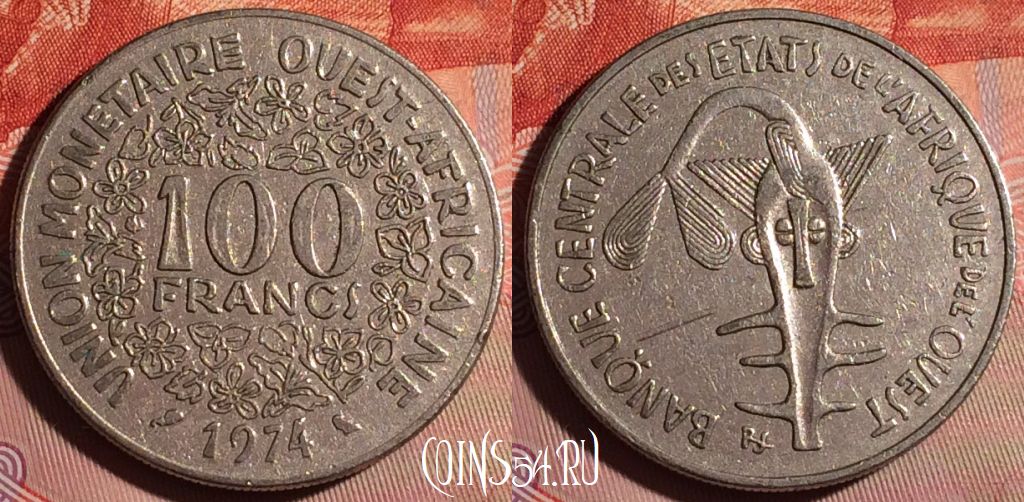 UNION MONETAIRE OUEST-AFRICAINE
100
FRANCS
1974
BANQUE CENTRALE DES ETATS DE L'AFRIQUE DE L'OUEST
COINS54.RU